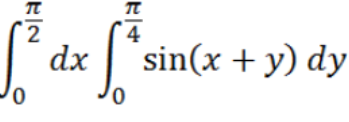 ∫₀^{π/2} dx ∫₀^{π/4} sin(x + y) dy